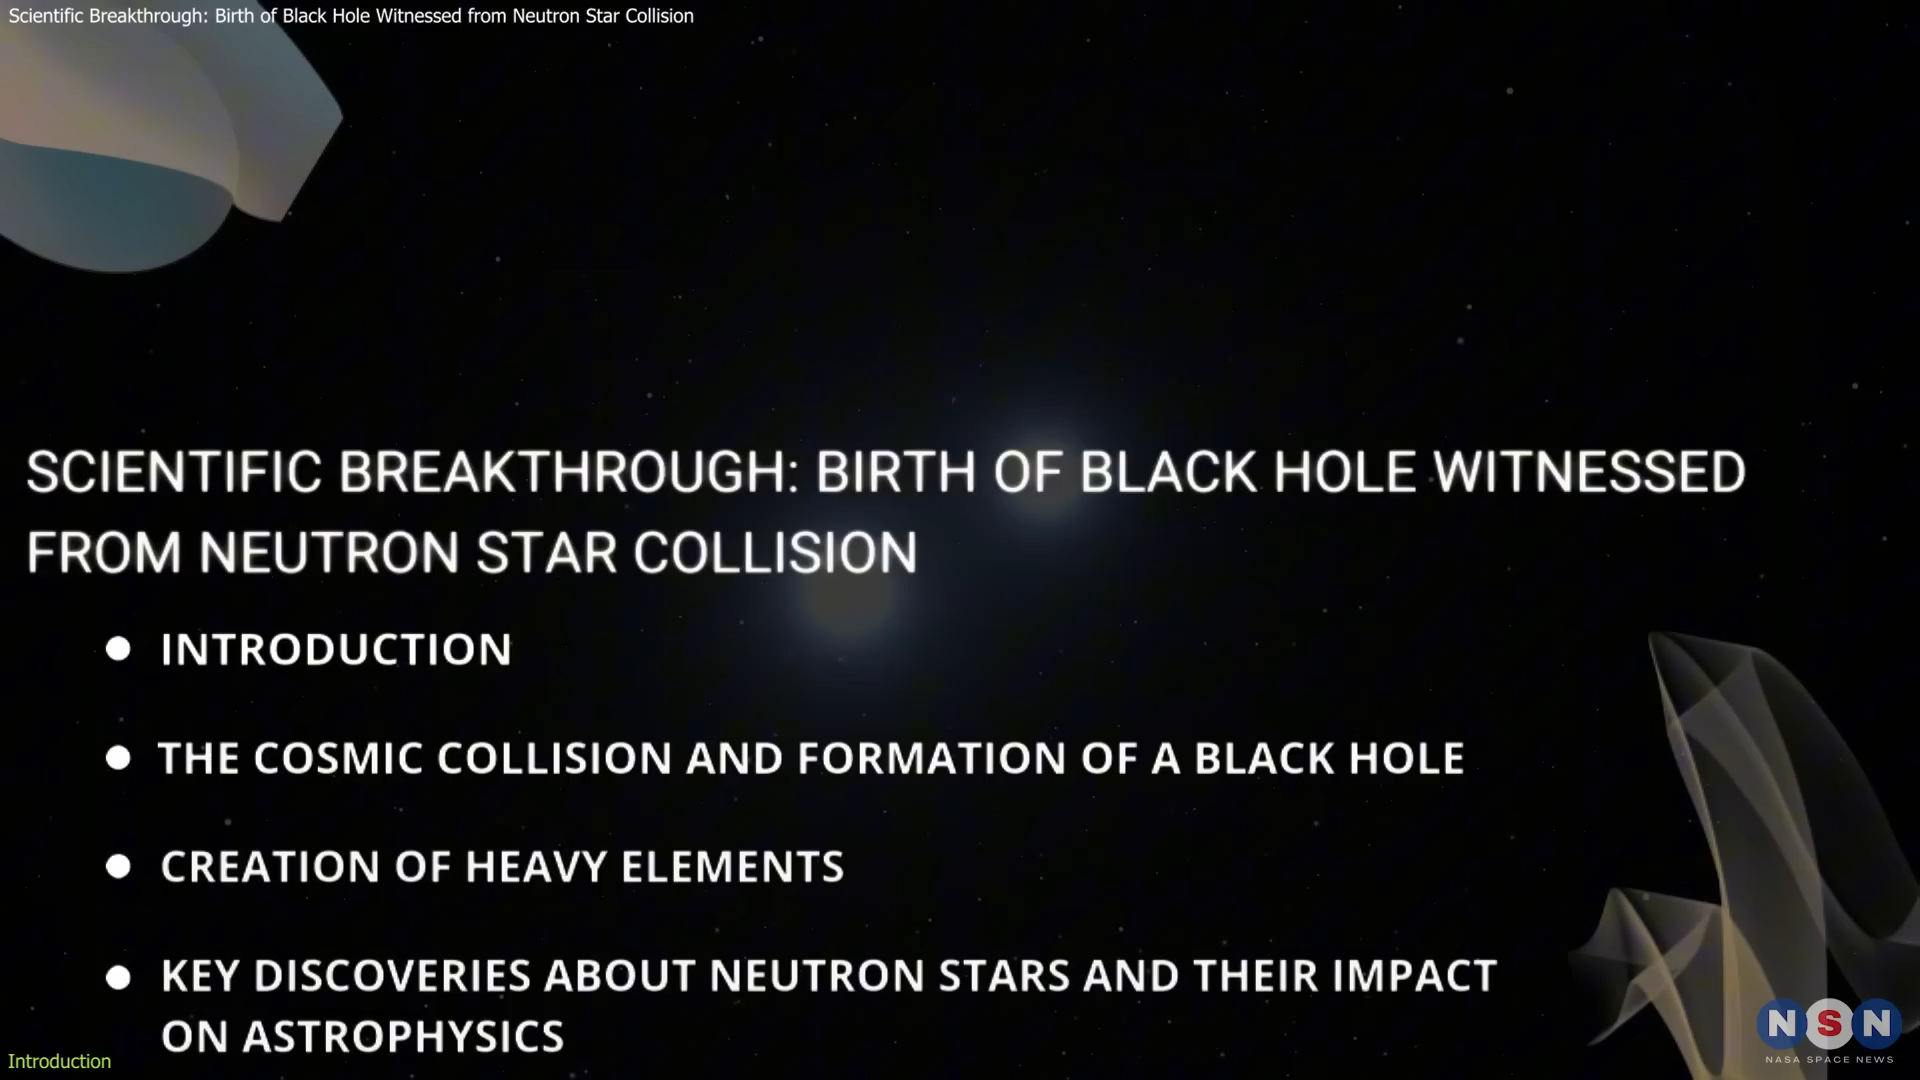 Scientific Breakthrough: Birth of Black Hole Witnessed from Neutron Star Collision
SCIENTIFIC BREAKTHROUGH: BIRTH OF BLACK HOLE WITNESSED
FROM NEUTRON STAR COLLISION
● INTRODUCTION
● THE COSMIC COLLISION AND FORMATION OF A BLACK HOLE
● CREATION OF HEAVY ELEMENTS
● KEY DISCOVERIES ABOUT NEUTRON STARS AND THEIR IMPACT
ON ASTROPHYSICS
NSN
NASA SPACE NEWS
Introduction